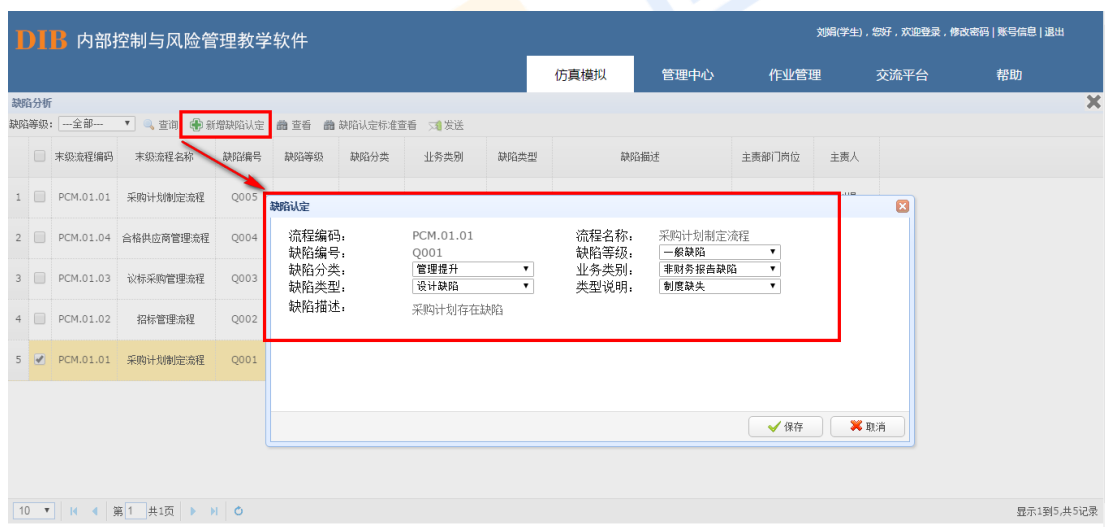 DIB 内部控制与风险管理教学软件
刘娟(学生)，您好，欢迎登录，修改密码 | 账号信息 | 退出
仿真模拟 管理中心 作业管理 交流平台 帮助
缺陷分析
缺陷等级： ---全部--- 查询 新增缺陷认定 查看 缺陷认定标准查看 发送
末级流程编码 末级流程名称 缺陷编号 缺陷等级 缺陷分类 业务类别 缺陷类型 缺陷描述 主责部门岗位 主责人
1 PCM.01.01 采购计划制定流程 Q005
2 PCM.01.04 合格供应商管理流程 Q004
3 PCM.01.03 议标采购管理流程 Q003
4 PCM.01.02 招标管理流程 Q002
5 PCM.01.01 采购计划制定流程 Q001
缺陷认定
流程编码： PCM.01.01 流程名称： 采购计划制定流程
缺陷编号： Q001 缺陷等级： 一般缺陷
缺陷分类： 管理提升 业务类别： 非财务报告缺陷
缺陷类型： 设计缺陷 类型说明： 制度缺失
缺陷描述： 采购计划存在缺陷
保存 取消
10 第 1 共1页 显示1到5,共5记录